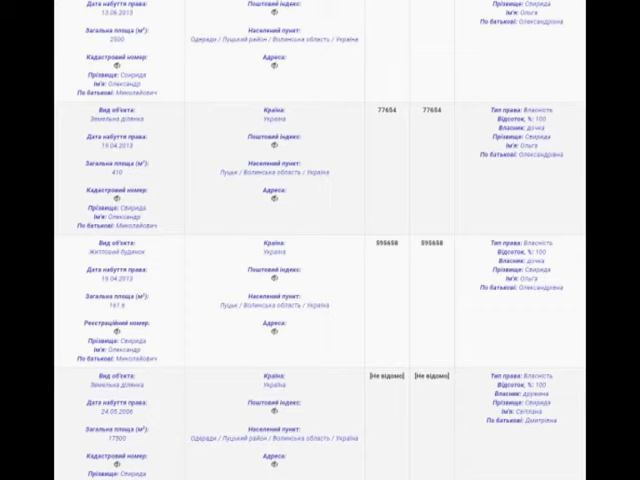 Дата набуття права:
13.06.2013
Загальна площа (м²):
2500
Кадастровий номер:
Прізвище: Свирида
Ім'я: Олександр
По батькові: Миколайович
Поштовий індекс:
Населений пункт:
Одеради / Луцький район / Волинська область / Україна
Адреса:
Прізвище: Свирида
Ім'я: Ольга
По батькові: Олександрівна
Вид об'єкта:
Земельна ділянка
Дата набуття права:
19.04.2013
Загальна площа (м²):
410
Кадастровий номер:
Прізвище: Свирида
Ім'я: Олександр
По батькові: Миколайович
Країна:
Україна
Поштовий індекс:
Населений пункт:
Луцьк / Волинська область / Україна
Адреса:
77654
77654
Тип права: Власність
Відсоток, %: 100
Власник: дочка
Прізвище: Свирида
Ім'я: Ольга
По батькові: Олександрівна
Вид об'єкта:
Житловий будинок
Дата набуття права:
19.04.2013
Загальна площа (м²):
161.6
Реєстраційний номер:
Прізвище: Свирида
Ім'я: Олександр
По батькові: Миколайович
Країна:
Україна
Поштовий індекс:
Населений пункт:
Луцьк / Волинська область / Україна
Адреса:
595658
595658
Тип права: Власність
Відсоток, %: 100
Власник: дочка
Прізвище: Свирида
Ім'я: Ольга
По батькові: Олександрівна
Вид об'єкта:
Земельна ділянка
Дата набуття права:
24.05.2006
Загальна площа (м²):
17500
Кадастровий номер:
Прізвище: Свирида
Країна:
Україна
Поштовий індекс:
Населений пункт:
Одеради / Луцький район / Волинська область / Україна
Адреса:
[Не відомо]
[Не відомо]
Тип права: Власність
Відсоток, %: 100
Власник: дружина
Прізвище: Свирида
Ім'я: Світлана
По батькові: Дмитрівна